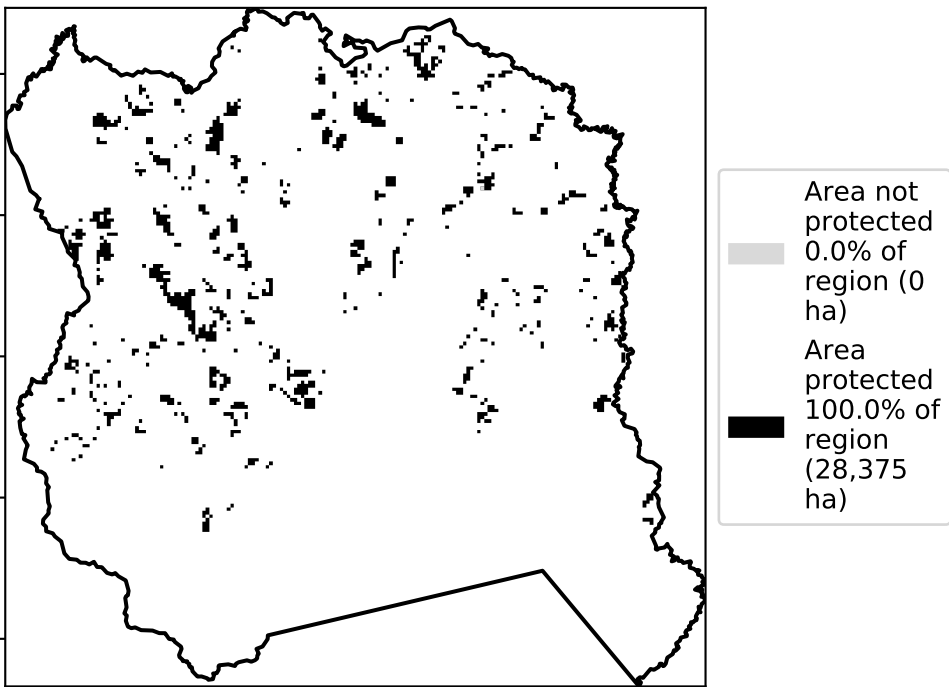 Area not
protected
0.0% of
region (0
ha)
Area
protected
100.0% of
region
(28,375
ha)